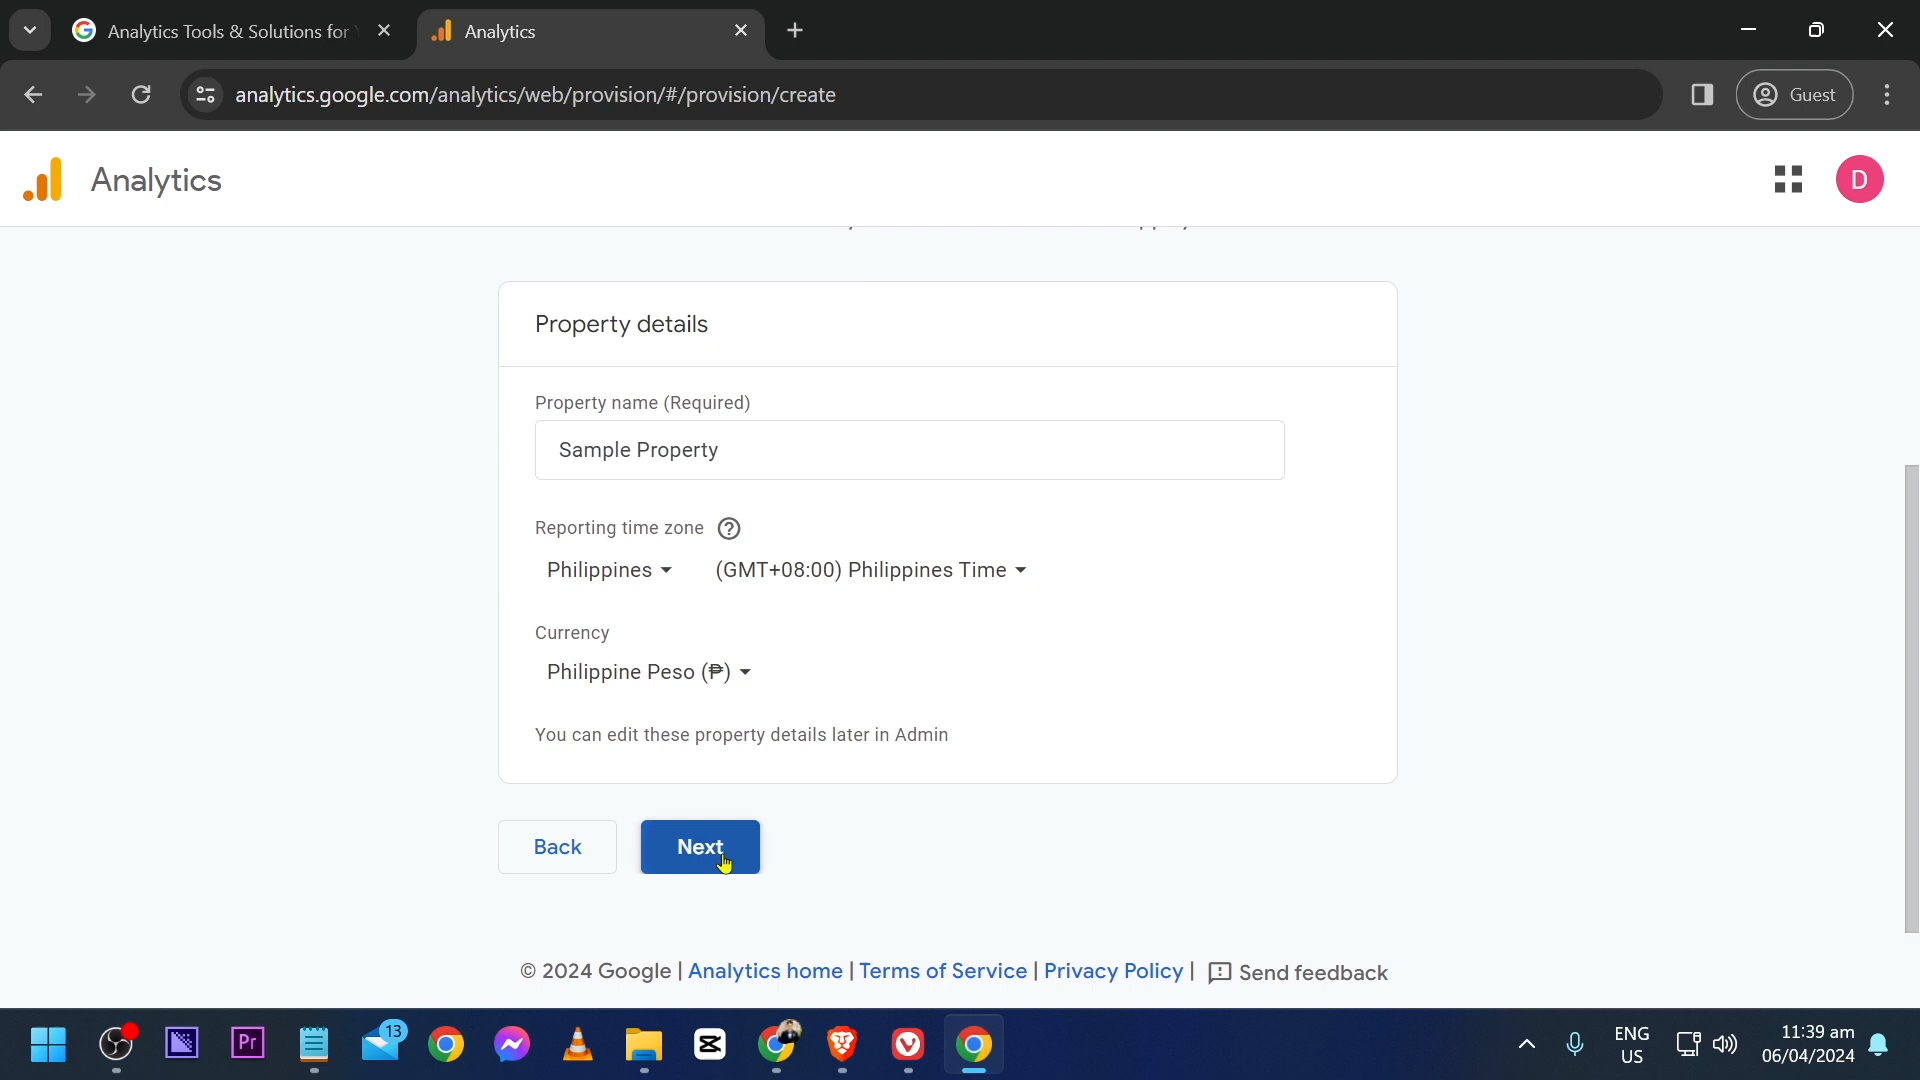 Analytics Tools & Solutions for
Analytics
analytics.google.com/analytics/web/provision/#/provision/create
Guest
Analytics
D
Property details
Property name (Required)
Sample Property
Reporting time zone
Philippines
(GMT+08:00) Philippines Time
Currency
Philippine Peso (₱)
You can edit these property details later in Admin
Back
Next
© 2024 Google | Analytics home | Terms of Service | Privacy Policy | Send feedback
Pr
13
ENG
US
11:39 am
06/04/2024